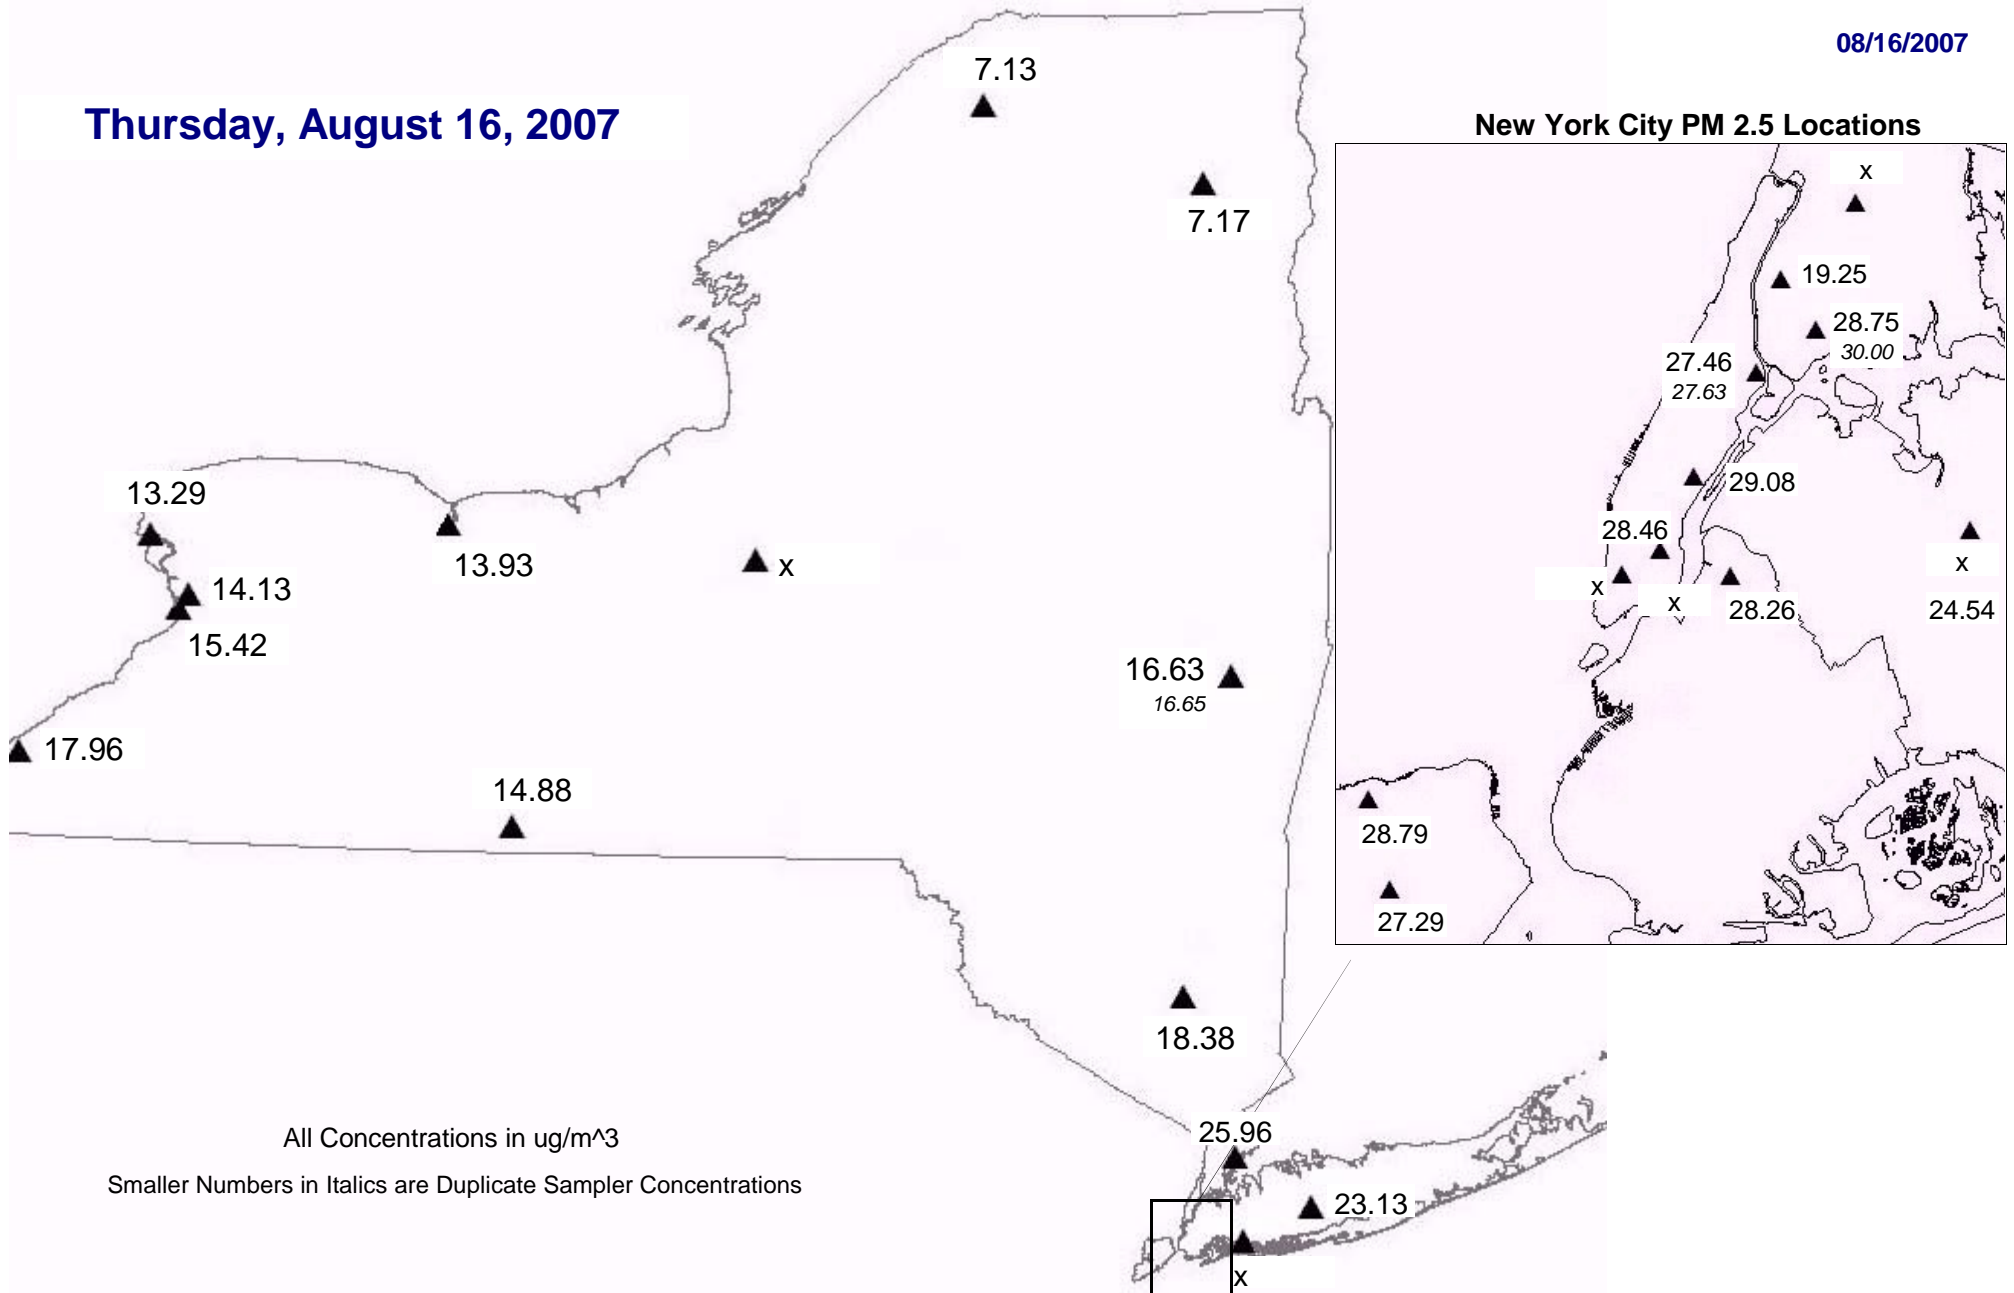 08/16/2007
Thursday, August 16, 2007
7.13
7.17
13.29
13.93
x
14.13
15.42
16.63
16.65
17.96
14.88
18.38
25.96
23.13
x
All Concentrations in ug/m^3
Smaller Numbers in Italics are Duplicate Sampler Concentrations
New York City PM 2.5 Locations
x
19.25
28.75
30.00
27.46
27.63
29.08
28.46
x
x
28.26
x
24.54
28.79
27.29